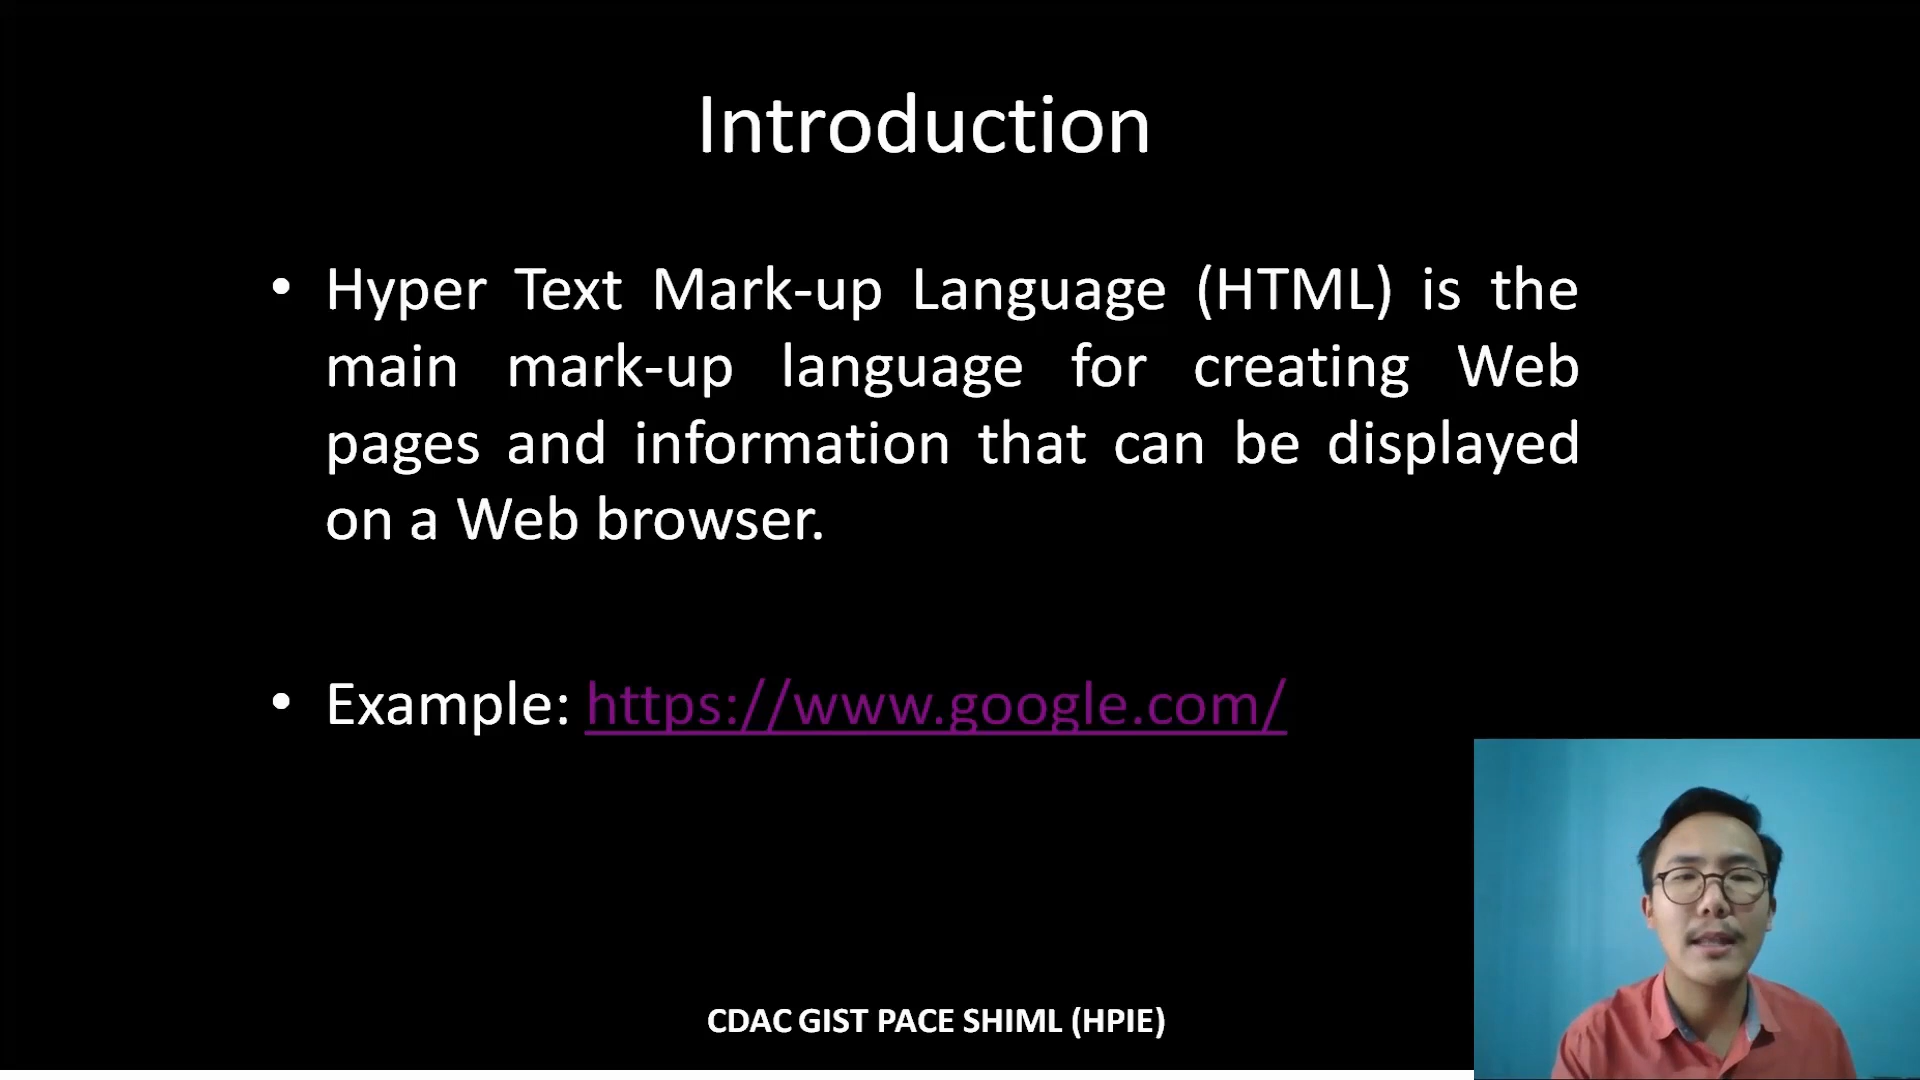 Introduction
• Hyper Text Mark-up Language (HTML) is the
main mark-up language for creating Web
pages and information that can be displayed
on a Web browser.
• Example: https://www.google.com/
CDAC GIST PACE SHIML (HPIE)